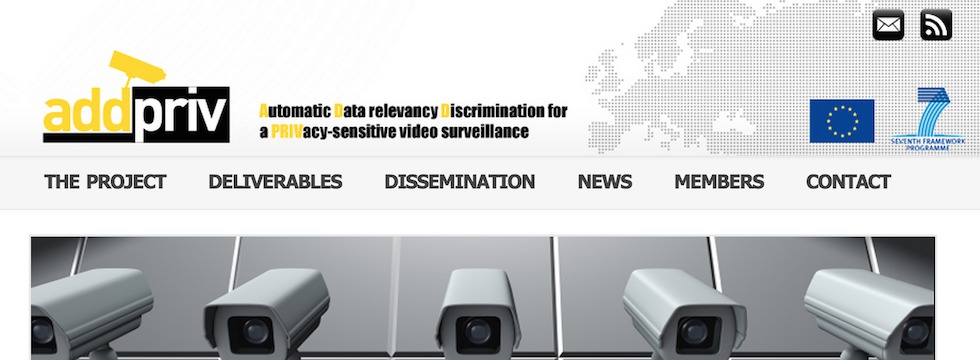 addpriv
Automatic Data relevancy Discrimination for
a PRIVacy-sensitive video surveillance
SEVENTH FRAMEWORK
PROGRAMME
THE PROJECT
DELIVERABLES
DISSEMINATION
NEWS
MEMBERS
CONTACT